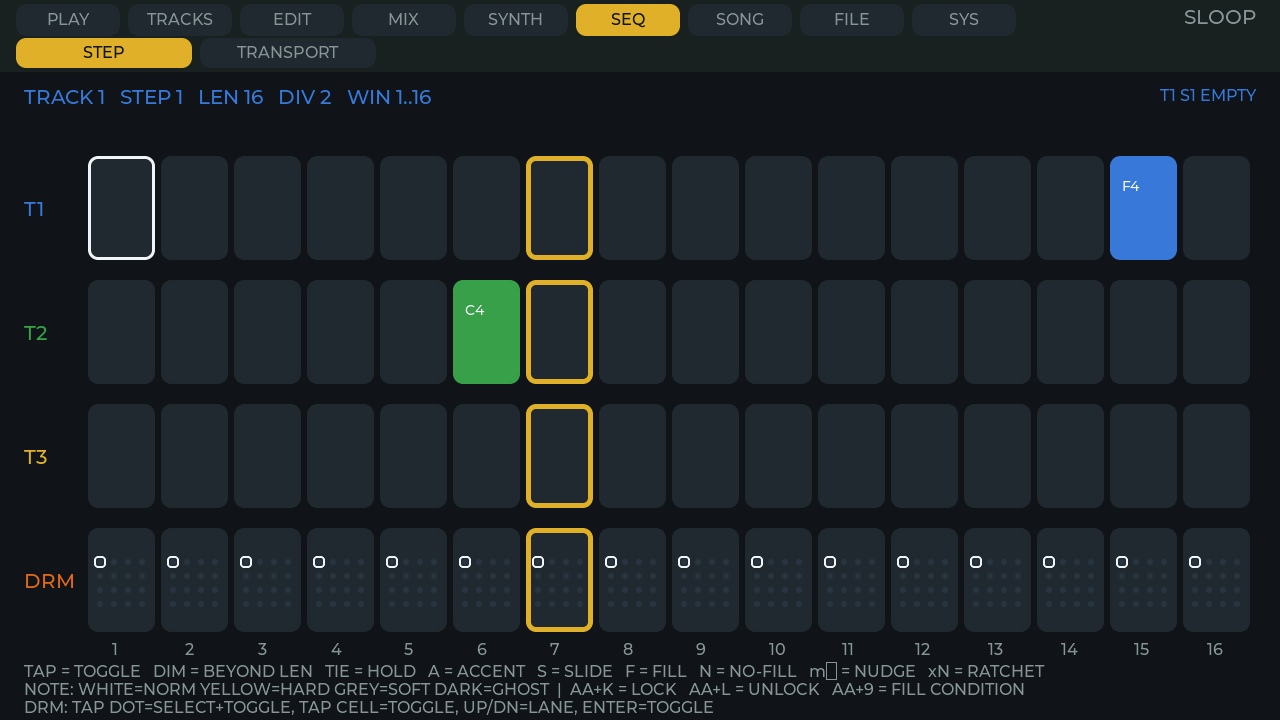 PLAY TRACKS EDIT MIX SYNTH SEQ SONG FILE SYS SLOOP
STEP TRANSPORT
TRACK 1 STEP 1 LEN 16 DIV 2 WIN 1..16 T1 S1 EMPTY
T1 F4
T2 C4
T3
DRM
1 2 3 4 5 6 7 8 9 10 11 12 13 14 15 16
TAP = TOGGLE DIM = BEYOND LEN TIE = HOLD A = ACCENT S = SLIDE F = FILL N = NO-FILL m□ = NUDGE xN = RATCHET
NOTE: WHITE=NORM YELLOW=HARD GREY=SOFT DARK=GHOST | AA+K = LOCK AA+L = UNLOCK AA+9 = FILL CONDITION
DRM: TAP DOT=SELECT+TOGGLE, TAP CELL=TOGGLE, UP/DN=LANE, ENTER=TOGGLE